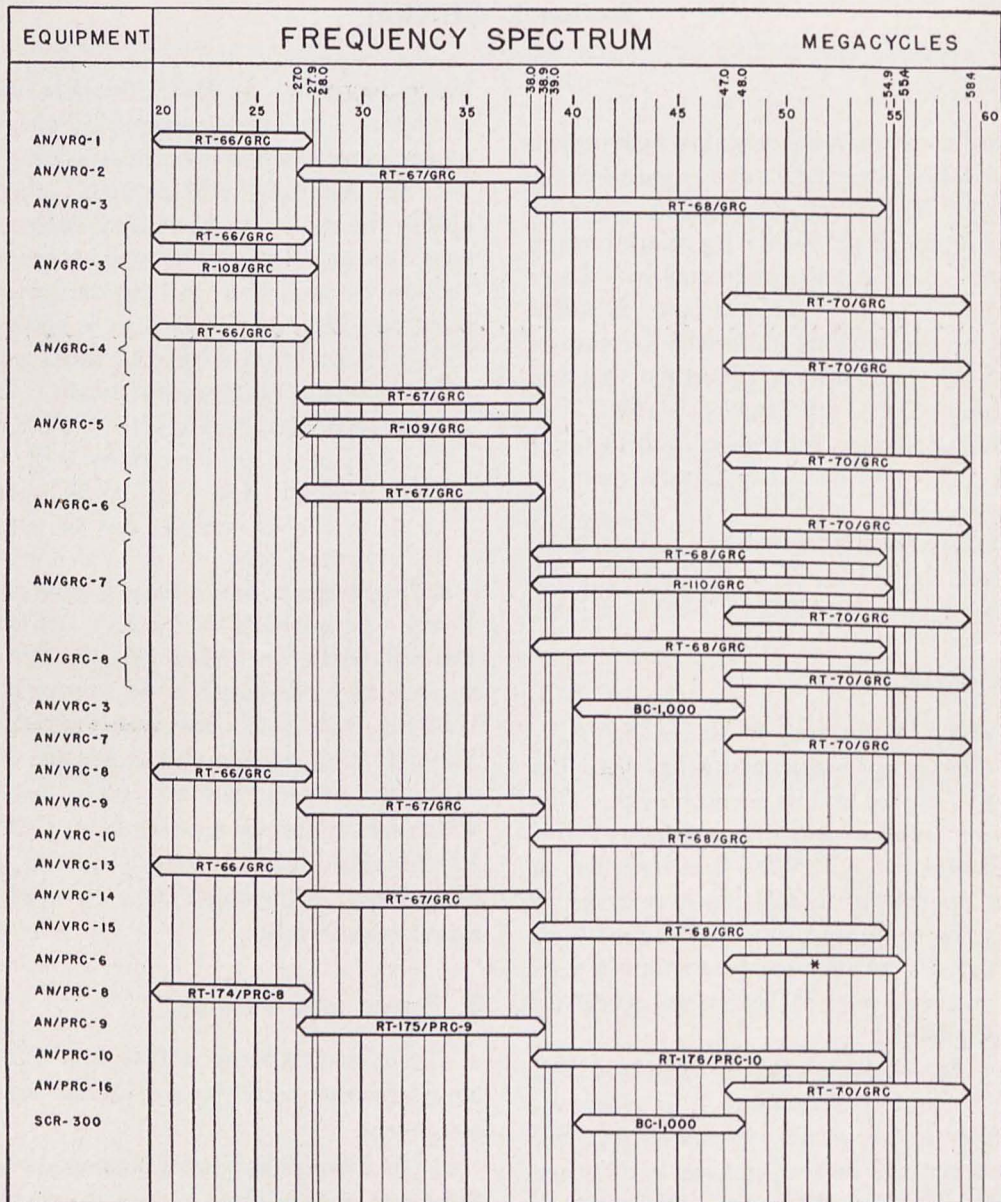 EQUIPMENT FREQUENCY SPECTRUM MEGACYCLES
27.0 27.9 28.0 38.0 38.9 39.0 47.0 48.0 54.9 55.4 58.4
20 25 30 35 40 45 50 55 60
AN/VRQ-1 RT-66/GRC
AN/VRQ-2 RT-67/GRC
AN/VRQ-3 RT-68/GRC
RT-66/GRC
AN/GRC-3 R-108/GRC
RT-70/GRC
RT-66/GRC
AN/GRC-4
RT-70/GRC
RT-67/GRC
AN/GRC-5 R-109/GRC
RT-70/GRC
RT-67/GRC
AN/GRC-6
RT-70/GRC
RT-68/GRC
AN/GRC-7 R-110/GRC
RT-70/GRC
RT-68/GRC
AN/GRC-8
RT-70/GRC
AN/VRC-3 BC-1,000
AN/VRC-7 RT-70/GRC
AN/VRC-8 RT-66/GRC
AN/VRC-9 RT-67/GRC
AN/VRC-10 RT-68/GRC
AN/VRC-13 RT-66/GRC
AN/VRC-14 RT-67/GRC
AN/VRC-15 RT-68/GRC
AN/PRC-6 *
AN/PRC-8 RT-174/PRC-8
AN/PRC-9 RT-175/PRC-9
AN/PRC-10 RT-176/PRC-10
AN/PRC-16 RT-70/GRC
SCR-300 BC-1,000